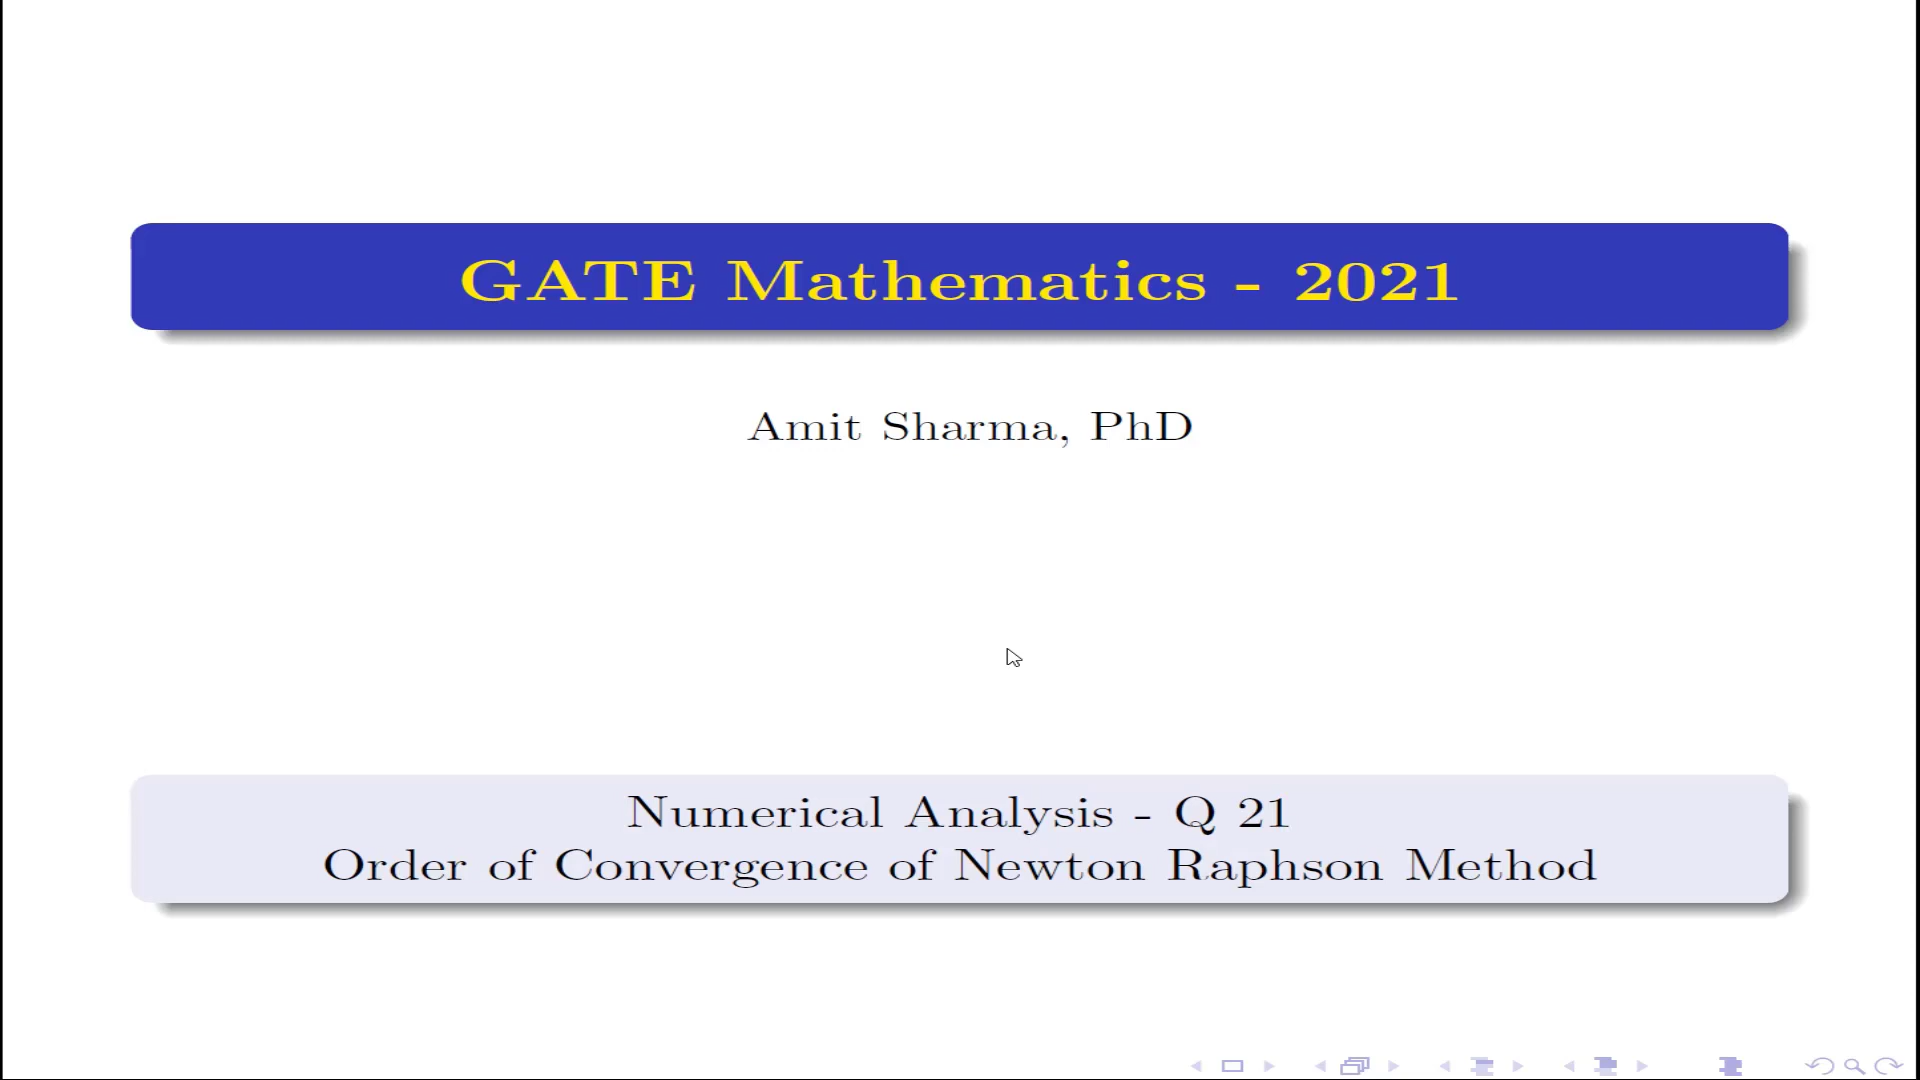 GATE Mathematics - 2021
Amit Sharma, PhD
Numerical Analysis - Q 21
Order of Convergence of Newton Raphson Method